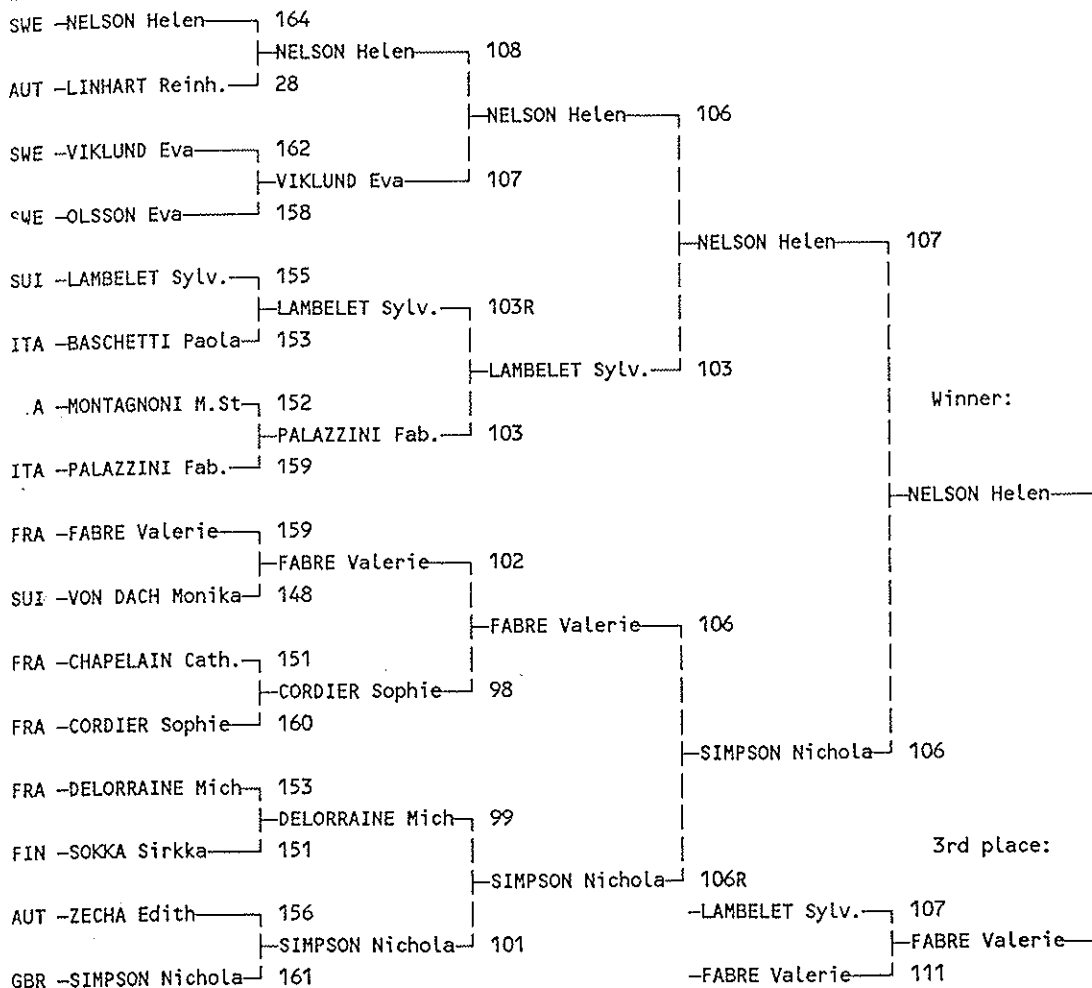 SWE NELSON Helen 164
NELSON Helen 108
AUT LINHART Reinh. 28
NELSON Helen 106
SWE VIKLUND Eva 162
VIKLUND Eva 107
SWE OLSSON Eva 158
NELSON Helen 107
SUI LAMBELET Sylv. 155
LAMBELET Sylv. 103R
ITA BASCHETTI Paola 153
LAMBELET Sylv. 103
A MONTAGNONI M.St 152
Winner:
PALAZZINI Fab. 103
ITA PALAZZINI Fab. 159
NELSON Helen
FRA FABRE Valerie 159
FABRE Valerie 102
SUI VON DACH Monika 148
FABRE Valerie 106
FRA CHAPELAIN Cath. 151
CORDIER Sophie 98
FRA CORDIER Sophie 160
SIMPSON Nichola 106
FRA DELORRAINE Mich 153
DELORRAINE Mich 99
FIN SOKKA Sirkka 151
3rd place:
SIMPSON Nichola 106R
AUT ZECHA Edith 156
LAMBELET Sylv. 107
SIMPSON Nichola 101
FABRE Valerie
GBR SIMPSON Nichola 161
FABRE Valerie 111